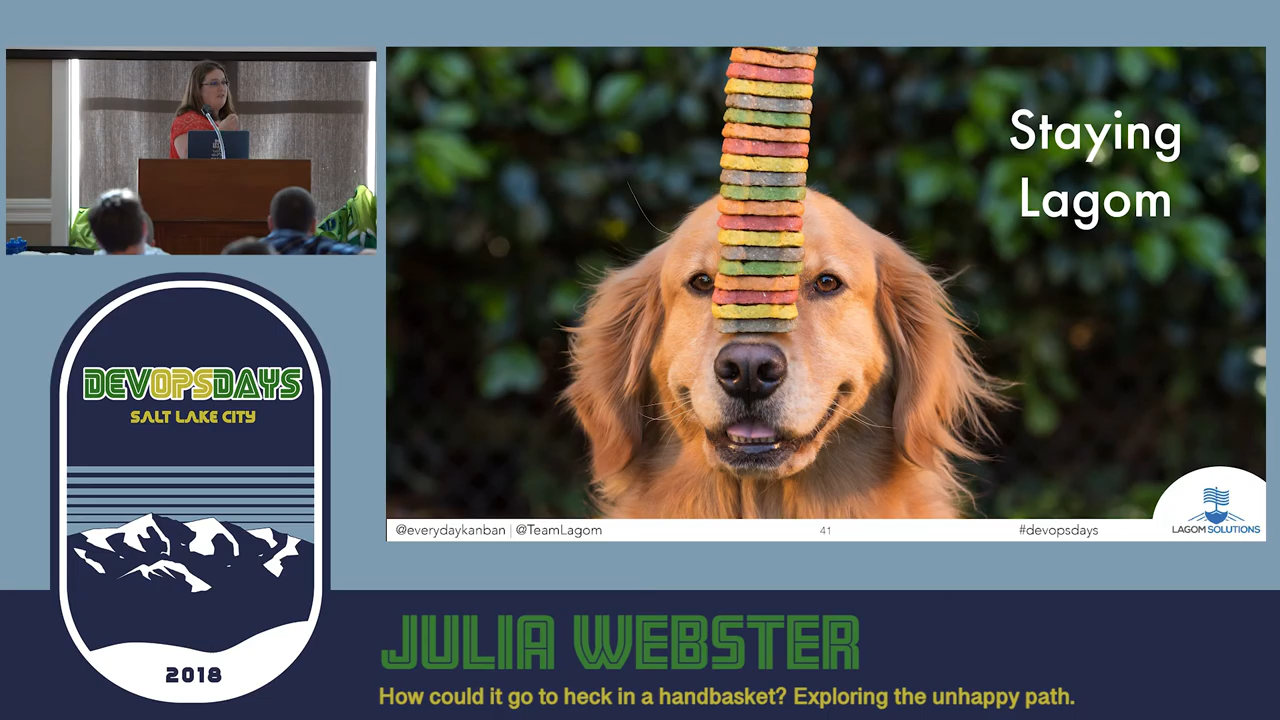 Staying
Lagom
@everydaykanban | @TeamLagom
41
#devopsdays
LAGOM SOLUTIONS
DEVOPSDAYS
SALT LAKE CITY
2018
JULIA WEBSTER
How could it go to heck in a handbasket? Exploring the unhappy path.